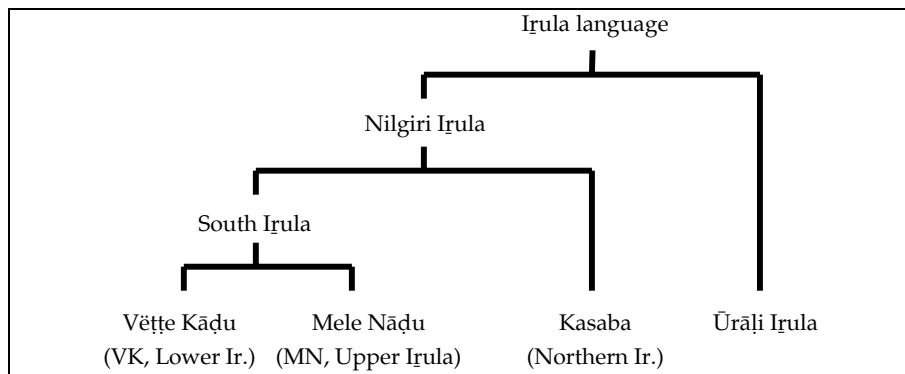 Iṟula language
Nilgiri Iṟula
South Iṟula
Vëṭṭe Kāḍu Mele Nāḍu Kasaba Ūrāḷi Iṟula
(VK, Lower Ir.) (MN, Upper Iṟula) (Northern Ir.)